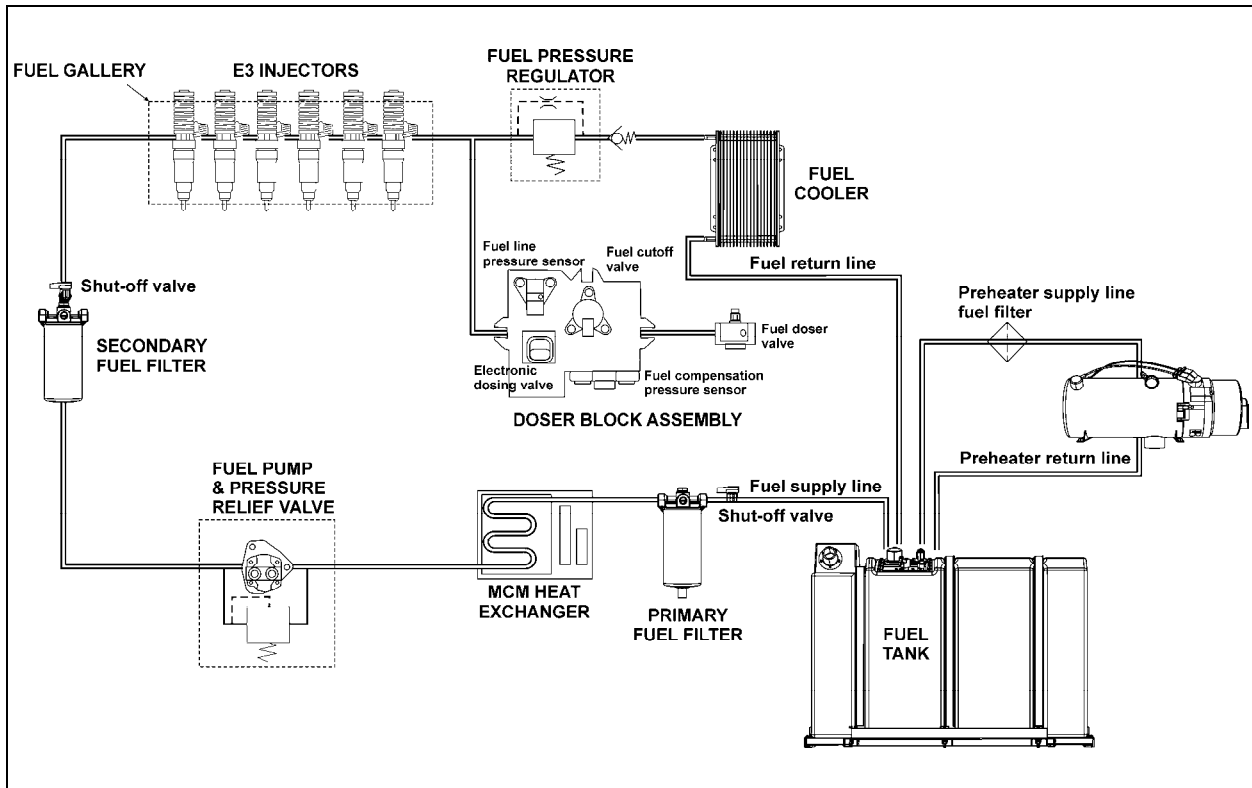 FUEL GALLERY
E3 INJECTORS
FUEL PRESSURE
REGULATOR
FUEL
COOLER
Fuel line
pressure sensor
Fuel cutoff
valve
Fuel return line
Shut-off valve
Preheater supply line
fuel filter
SECONDARY
FUEL FILTER
Fuel doser
valve
Electronic
dosing valve
Fuel compensation
pressure sensor
DOSER BLOCK ASSEMBLY
Preheater return line
FUEL PUMP
& PRESSURE
RELIEF VALVE
Fuel supply line
Shut-off valve
MCM HEAT
EXCHANGER
PRIMARY
FUEL FILTER
FUEL
TANK